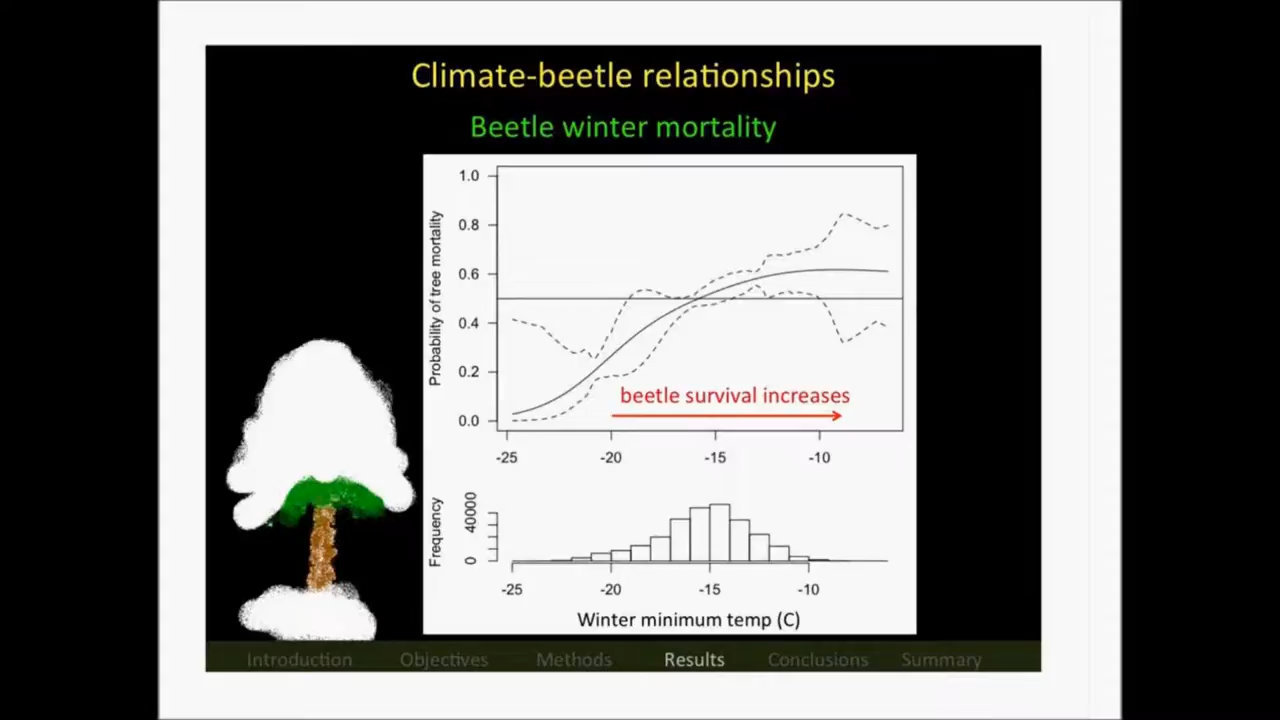 Climate-beetle relationships
Beetle winter mortality
1.0
0.8
0.6
0.4
0.2
0.0
Probability of tree mortality
beetle survival increases
-25 -20 -15 -10
Frequency
40000
0
-25 -20 -15 -10
Winter minimum temp (C)
Introduction Objectives Methods Results Conclusions Summary